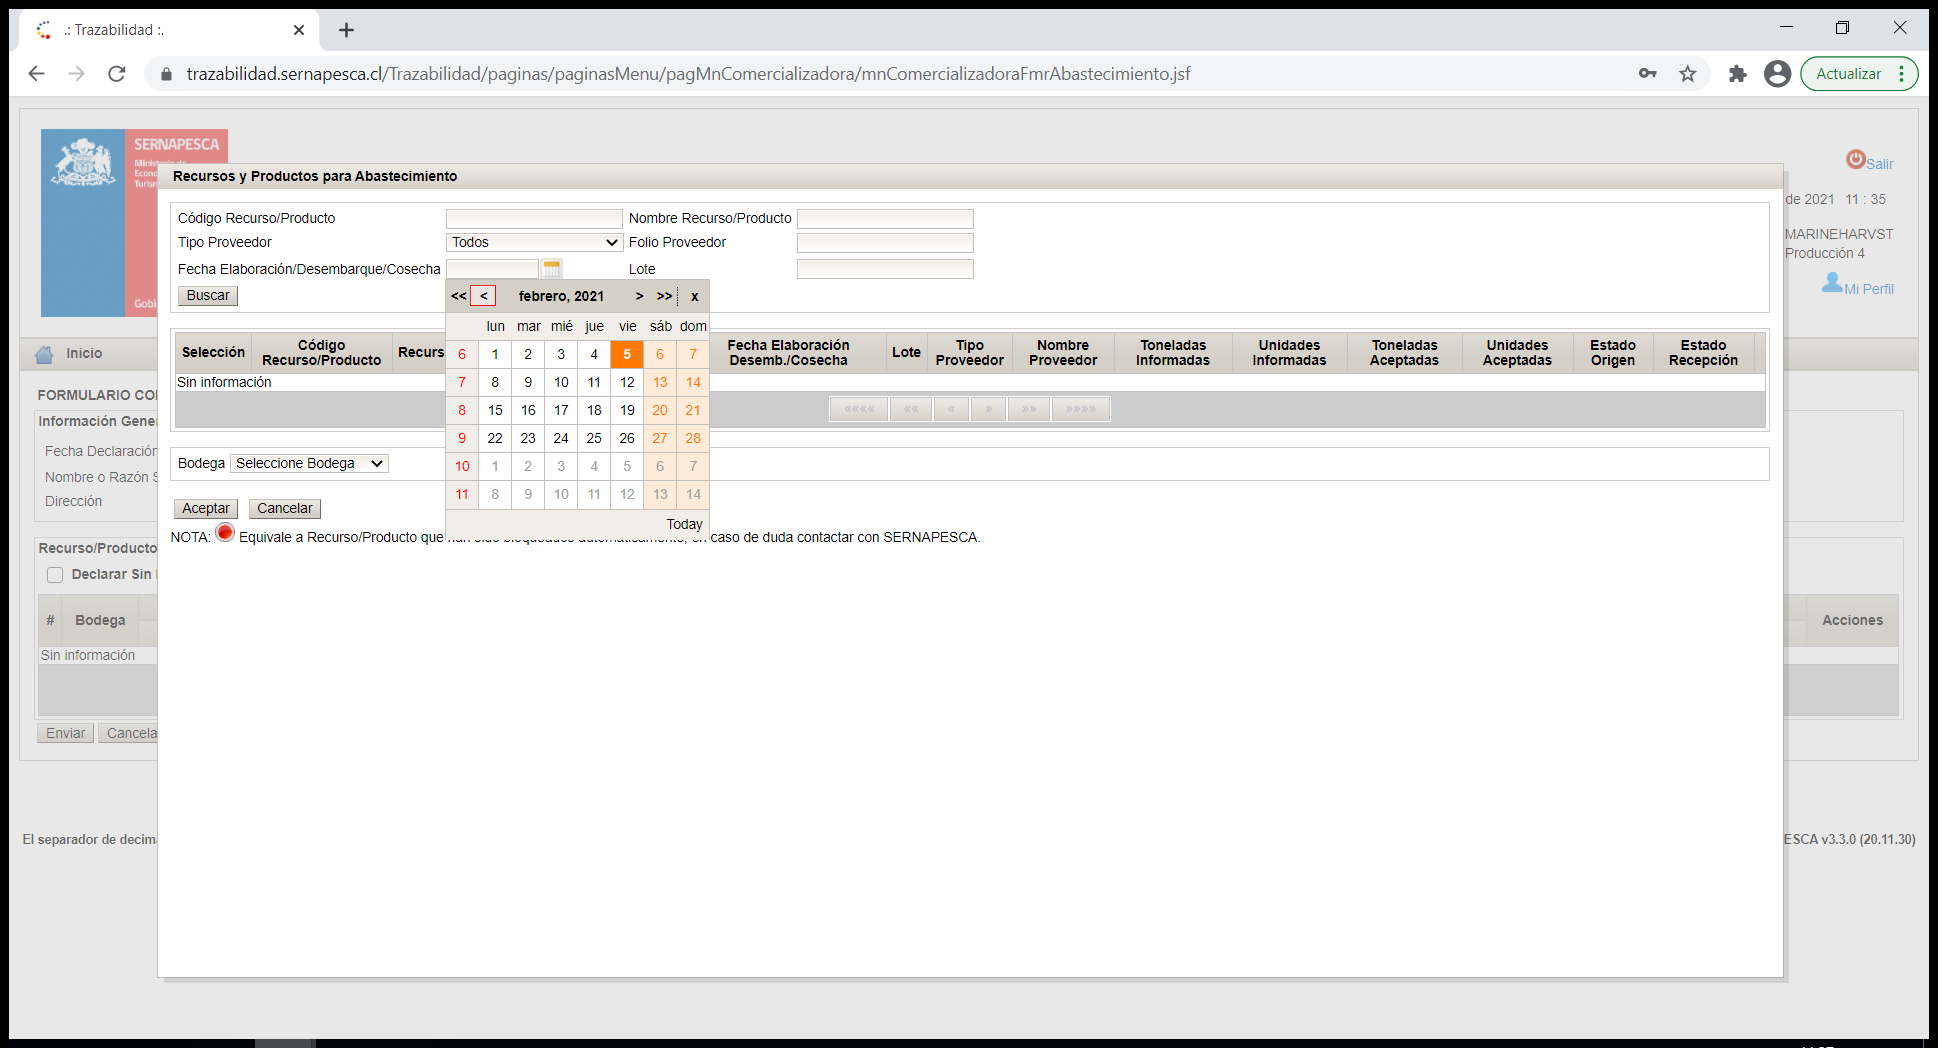 .: Trazabilidad :.
trazabilidad.sernapesca.cl/Trazabilidad/paginas/paginasMenu/pagMnComercializadora/mnComercializadoraFmrAbastecimiento.jsf
Actualizar
SERNAPESCA
Salir
Recursos y Productos para Abastecimiento
de 2021 11 : 35
MARINEHARVST
Producción 4
Mi Perfil
Código Recurso/Producto
Nombre Recurso/Producto
Tipo Proveedor Todos
Folio Proveedor
Fecha Elaboración/Desembarque/Cosecha
Lote
Buscar
<< < febrero, 2021 > >> x
lun mar mié jue vie sáb dom
6 1 2 3 4 5 6 7
7 8 9 10 11 12 13 14
8 15 16 17 18 19 20 21
9 22 23 24 25 26 27 28
10 1 2 3 4 5 6 7
11 8 9 10 11 12 13 14
Today
Inicio
Selección
Código Recurso/Producto
Recurs
Fecha Elaboración Desemb./Cosecha
Lote
Tipo Proveedor
Nombre Proveedor
Toneladas Informadas
Unidades Informadas
Toneladas Aceptadas
Unidades Aceptadas
Estado Origen
Estado Recepción
Sin información
«««« «« « » »» »»»»
Bodega Seleccione Bodega
Aceptar Cancelar
NOTA: Equivale a Recurso/Producto que han sido bloqueados automáticamente, en caso de duda contactar con SERNAPESCA.
FORMULARIO CO
Información Gene
Fecha Declaración
Nombre o Razón S
Dirección
Recurso/Producto
Declarar Sin
# Bodega
Acciones
Sin información
Enviar Cancela
El separador de decim
ESCA v3.3.0 (20.11.30)